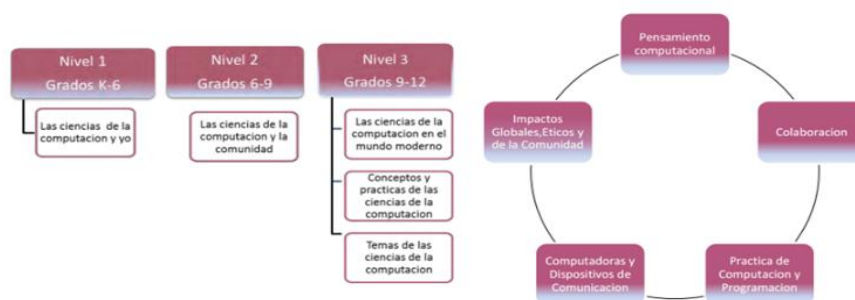 Nivel 1
Grados K-6
Las ciencias de la
computacion y yo
Nivel 2
Grados 6-9
Las ciencias de la
computacion y la
comunidad
Nivel 3
Grados 9-12
Las ciencias de la
computacion en el
mundo moderno
Conceptos y
practicas de las
ciencias de la
computacion
Temas de las
ciencias de la
computacion
Pensamiento
computacional
Colaboracion
Practica de
Computacion y
Programacion
Computadoras y
Dispositivos de
Comunicacion
Impactos
Globales,Eticos y
de la Comunidad